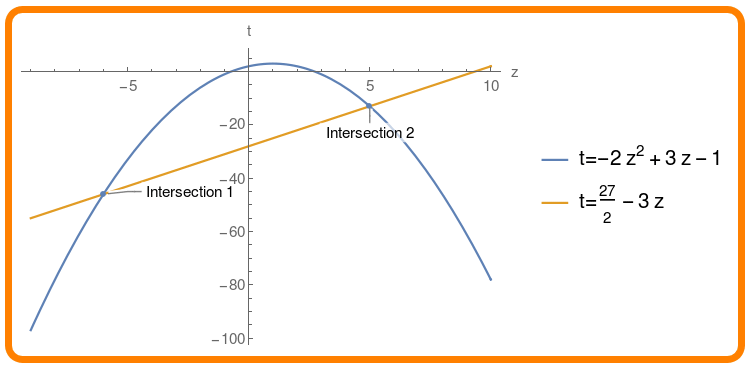 t
z
−5
5
10
−20
−40
−60
−80
−100
Intersection 1
Intersection 2
t=−2 z² + 3 z − 1
t=27/2 − 3 z